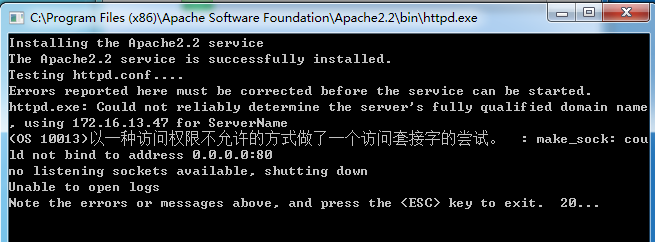 C:\Program Files (x86)\Apache Software Foundation\Apache2.2\bin\httpd.exe
Installing the Apache2.2 service
The Apache2.2 service is successfully installed.
Testing httpd.conf....
Errors reported here must be corrected before the service can be started.
httpd.exe: Could not reliably determine the server's fully qualified domain name
, using 172.16.13.47 for ServerName
(OS 10013)以一种访问权限不允许的方式做了一个访问套接字的尝试。  : make_sock: cou
ld not bind to address 0.0.0.0:80
no listening sockets available, shutting down
Unable to open logs
Note the errors or messages above, and press the <ESC> key to exit.  20...